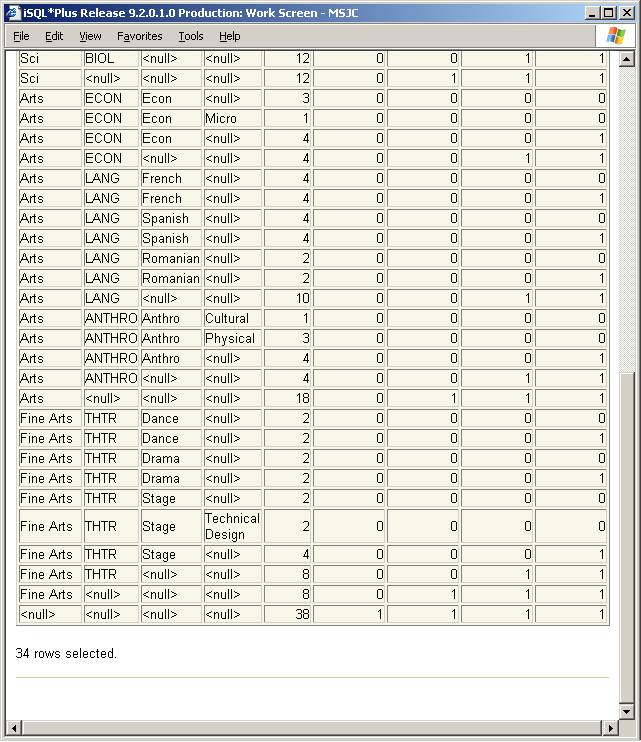 iSQL*Plus Release 9.2.0.1.0 Production: Work Screen - MSJC
File Edit View Favorites Tools Help
Sci BIOL <null> <null> 12 0 0 1 1
Sci <null> <null> <null> 12 0 1 1 1
Arts ECON Econ <null> 3 0 0 0 0
Arts ECON Econ Micro 1 0 0 0 0
Arts ECON Econ <null> 4 0 0 0 1
Arts ECON <null> <null> 4 0 0 1 1
Arts LANG French <null> 4 0 0 0 0
Arts LANG French <null> 4 0 0 0 1
Arts LANG Spanish <null> 4 0 0 0 0
Arts LANG Spanish <null> 4 0 0 0 1
Arts LANG Romanian <null> 2 0 0 0 0
Arts LANG Romanian <null> 2 0 0 0 1
Arts LANG <null> <null> 10 0 0 1 1
Arts ANTHRO Anthro Cultural 1 0 0 0 0
Arts ANTHRO Anthro Physical 3 0 0 0 0
Arts ANTHRO Anthro <null> 4 0 0 0 1
Arts ANTHRO <null> <null> 4 0 0 1 1
Arts <null> <null> <null> 18 0 1 1 1
Fine Arts THTR Dance <null> 2 0 0 0 0
Fine Arts THTR Dance <null> 2 0 0 0 1
Fine Arts THTR Drama <null> 2 0 0 0 0
Fine Arts THTR Drama <null> 2 0 0 0 1
Fine Arts THTR Stage <null> 2 0 0 0 0
Fine Arts THTR Stage Technical Design 2 0 0 0 0
Fine Arts THTR Stage <null> 4 0 0 0 1
Fine Arts THTR <null> <null> 8 0 0 1 1
Fine Arts <null> <null> <null> 8 0 1 1 1
<null> <null> <null> <null> 38 1 1 1 1
34 rows selected.